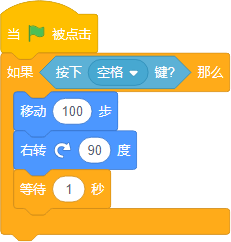 当 被点击
如果 按下 空格 键? 那么
移动 100 步
右转 90 度
等待 1 秒